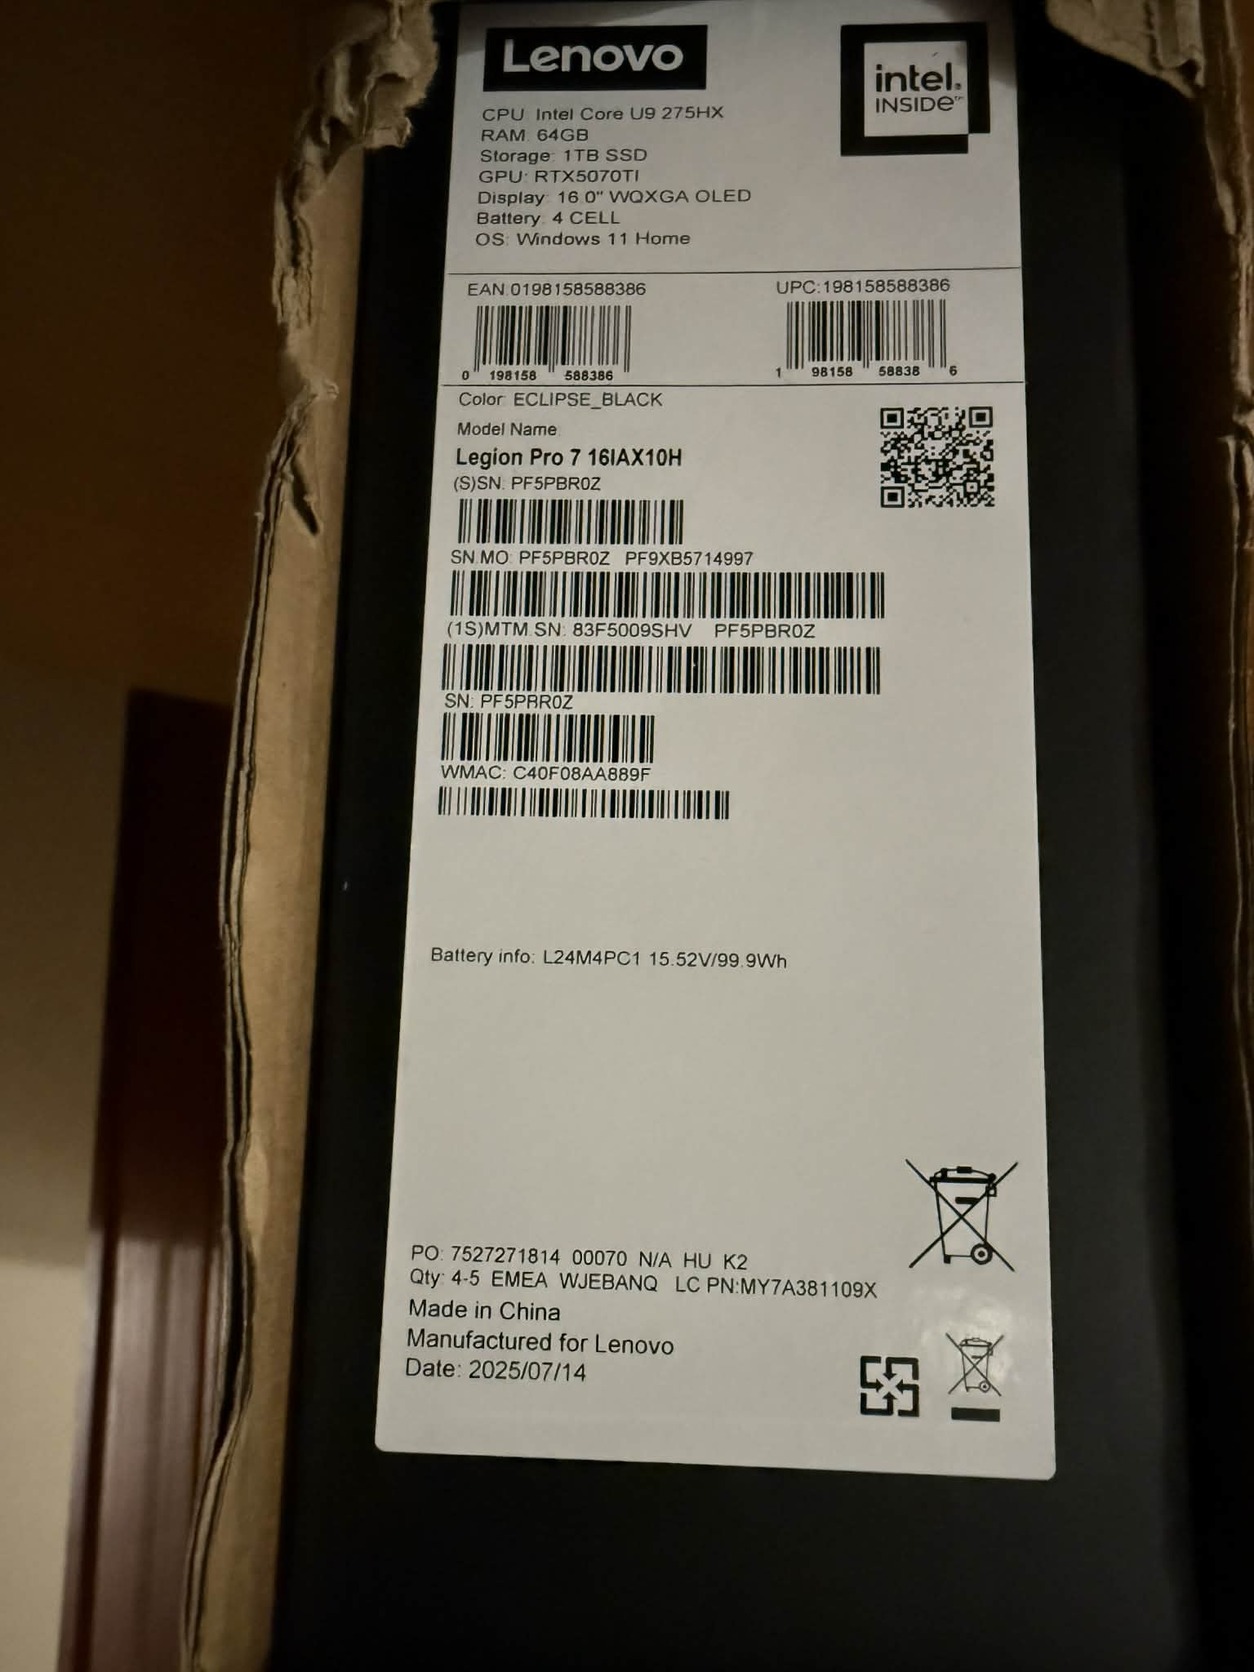 Lenovo
intel.
INSIDE™
CPU: Intel Core U9 275HX
RAM: 64GB
Storage: 1TB SSD
GPU: RTX5070TI
Display: 16.0" WQXGA OLED
Battery: 4 CELL
OS: Windows 11 Home
EAN:0198158588386
UPC:198158588386
0 198158 588386
1 98158 58838 6
Color: ECLIPSE_BLACK
Model Name:
Legion Pro 7 16IAX10H
(S)SN: PF5PBR0Z
SN.MO: PF5PBR0Z PF9XB5714997
(1S)MTM.SN: 83F5009SHV PF5PBR0Z
SN: PF5PBR0Z
WMAC: C40F08AA889F
Battery info: L24M4PC1 15.52V/99.9Wh
PO: 7527271814 00070 N/A HU K2
Qty: 4-5 EMEA WJEBANQ LC PN:MY7A381109X
Made in China
Manufactured for Lenovo
Date: 2025/07/14